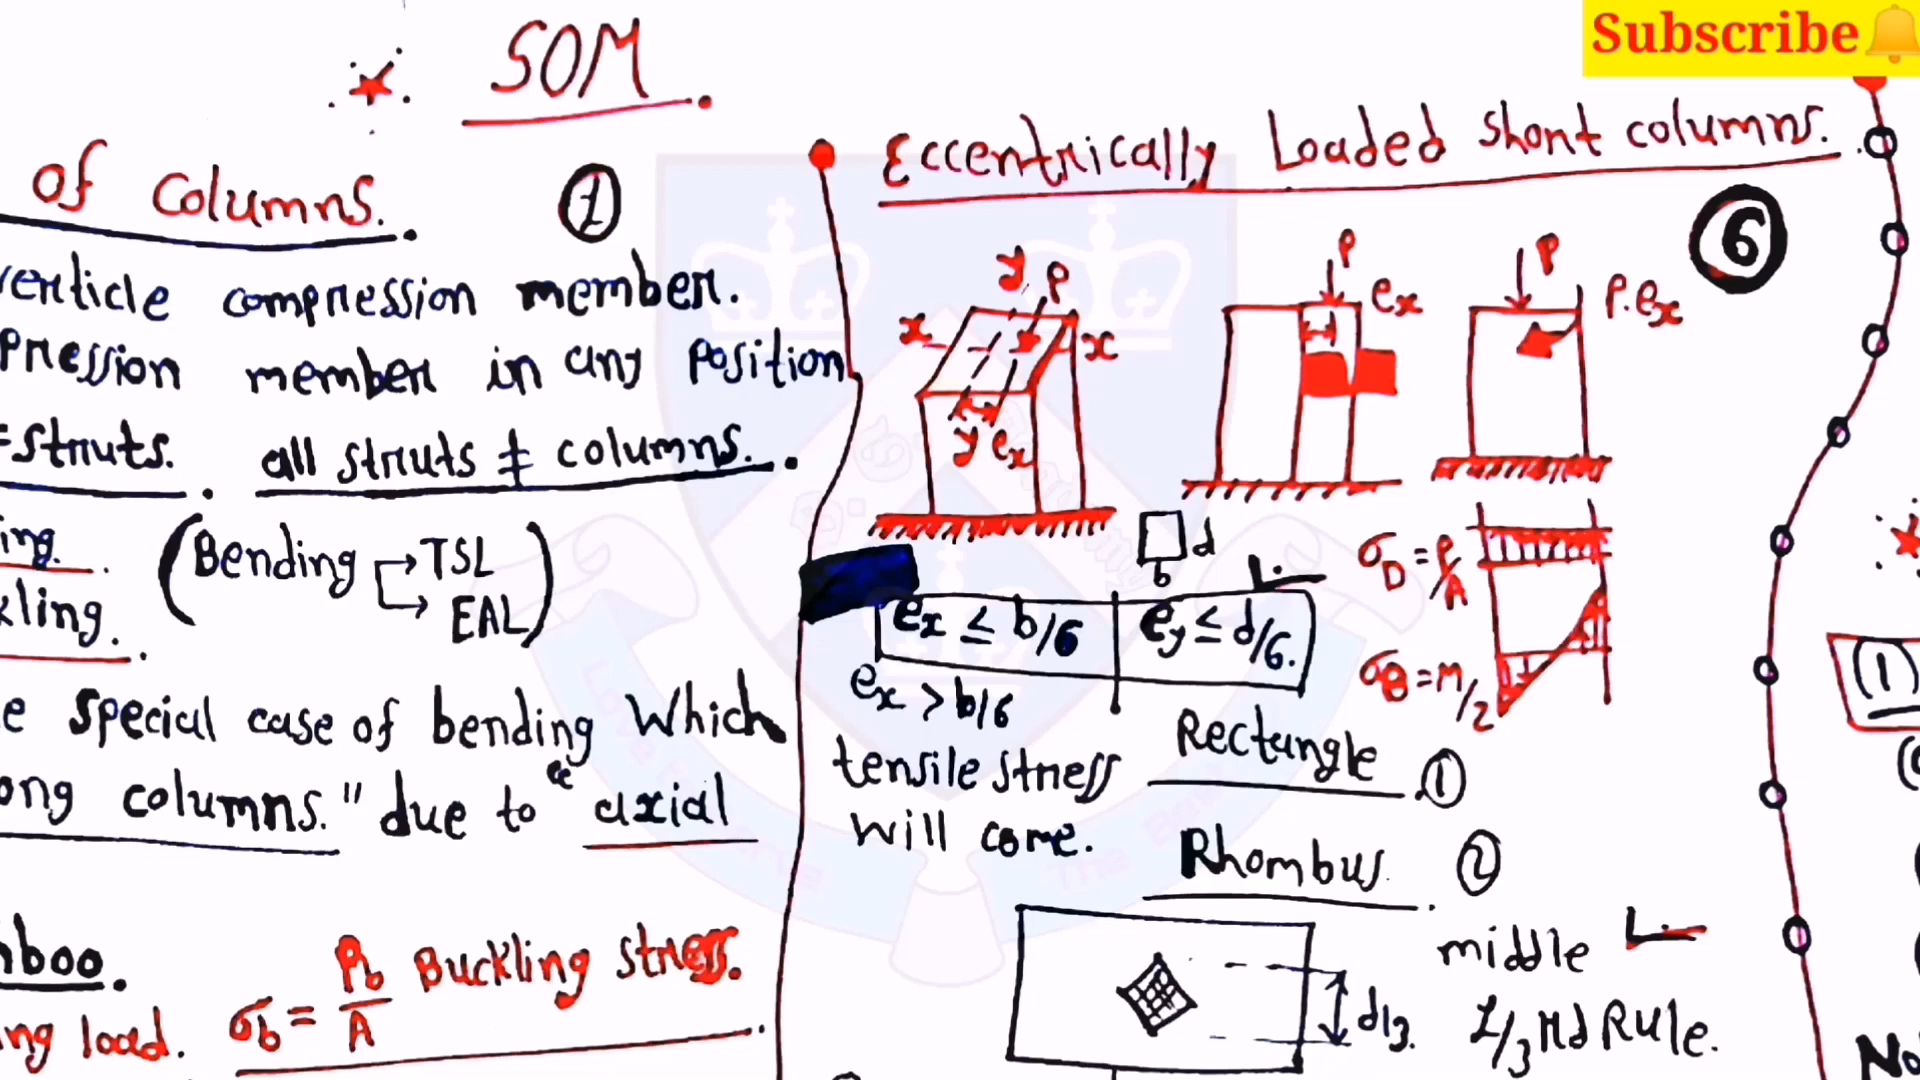 Subscribe
SOM
of columns.
1
verticle compression member.
pression member in any position
=struts. all struts ≠ columns.
ing.
(Bending → TSL
→ EAL)
kling.
e special case of bending Which
ong columns." due to "axial
nboo.
σb = Pb/A Buckling stress.
ng load.
Eccentrically Loaded short columns.
6
y P
x x
y ex
P
ex
P
P.ex
d
b
σD = P/A
ex ≤ b/6 ey ≤ d/6.
σB = M/Z
ex > b/6
tensile stress
will come.
Rectangle 1
Rhombus 2
middle
d/3.
1/3rd Rule.
(1)
No